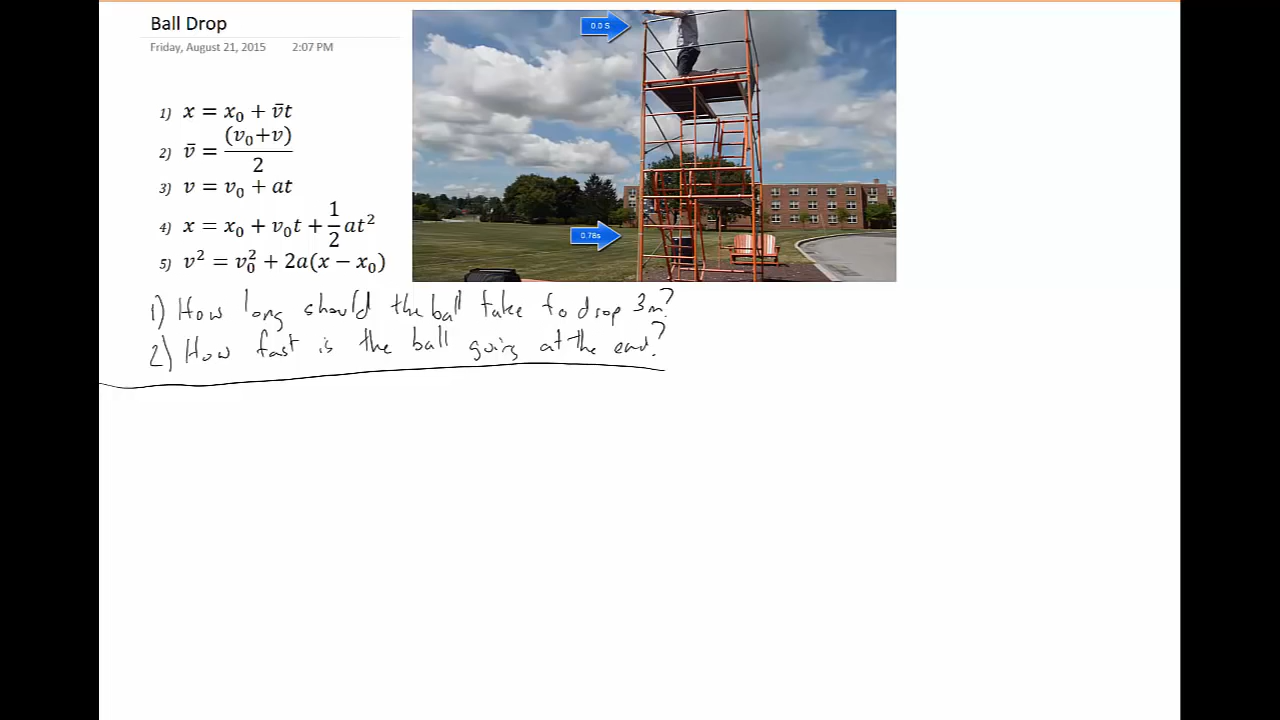 Ball Drop
Friday, August 21, 2015 2:07 PM
0.0 S
1) x = x₀ + v̄t
2) v̄ = (v₀+v)/2
3) v = v₀ + at
4) x = x₀ + v₀t + 1/2 at²
5) v² = v₀² + 2a(x − x₀)
0.78s
1) How long should the ball take to drop 3m?
2) How fast is the ball going at the end?